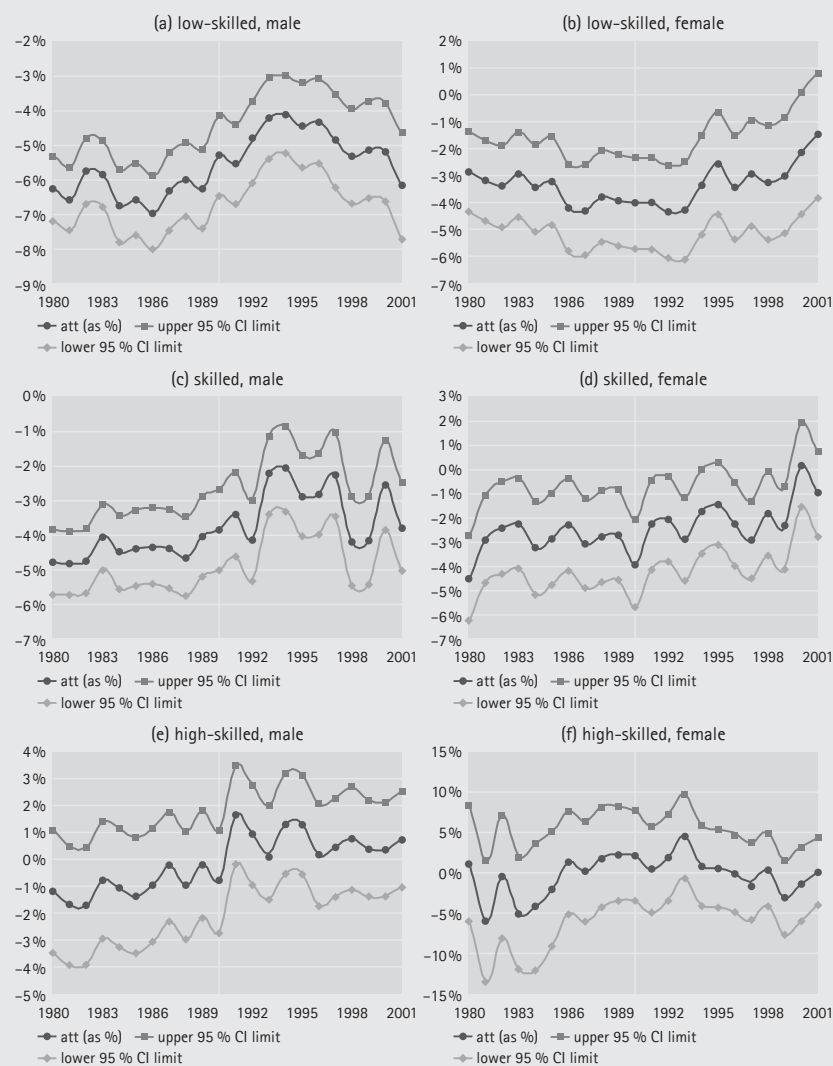 (a) low-skilled, male
−2%
−3%
−4%
−5%
−6%
−7%
−8%
−9%
1980 1983 1986 1989 1992 1995 1998 2001
att (as %) upper 95 % CI limit
lower 95 % CI limit
(b) low-skilled, female
2%
1%
0%
−1%
−2%
−3%
−4%
−5%
−6%
−7%
1980 1983 1986 1989 1992 1995 1998 2001
att (as %) upper 95 % CI limit
lower 95 % CI limit
(c) skilled, male
0%
−1%
−2%
−3%
−4%
−5%
−6%
−7%
1980 1983 1986 1989 1992 1995 1998 2001
att (as %) upper 95 % CI limit
lower 95 % CI limit
(d) skilled, female
3%
2%
1%
0%
−1%
−2%
−3%
−4%
−5%
−6%
−7%
1980 1983 1986 1989 1992 1995 1998 2001
att (as %) upper 95 % CI limit
lower 95 % CI limit
(e) high-skilled, male
4%
3%
2%
1%
0%
−1%
−2%
−3%
−4%
−5%
1980 1983 1986 1989 1992 1995 1998 2001
att (as %) upper 95 % CI limit
lower 95 % CI limit
(f) high-skilled, female
15%
10%
5%
0%
−5%
−10%
−15%
1980 1983 1986 1989 1992 1995 1998 2001
att (as %) upper 95 % CI limit
lower 95 % CI limit